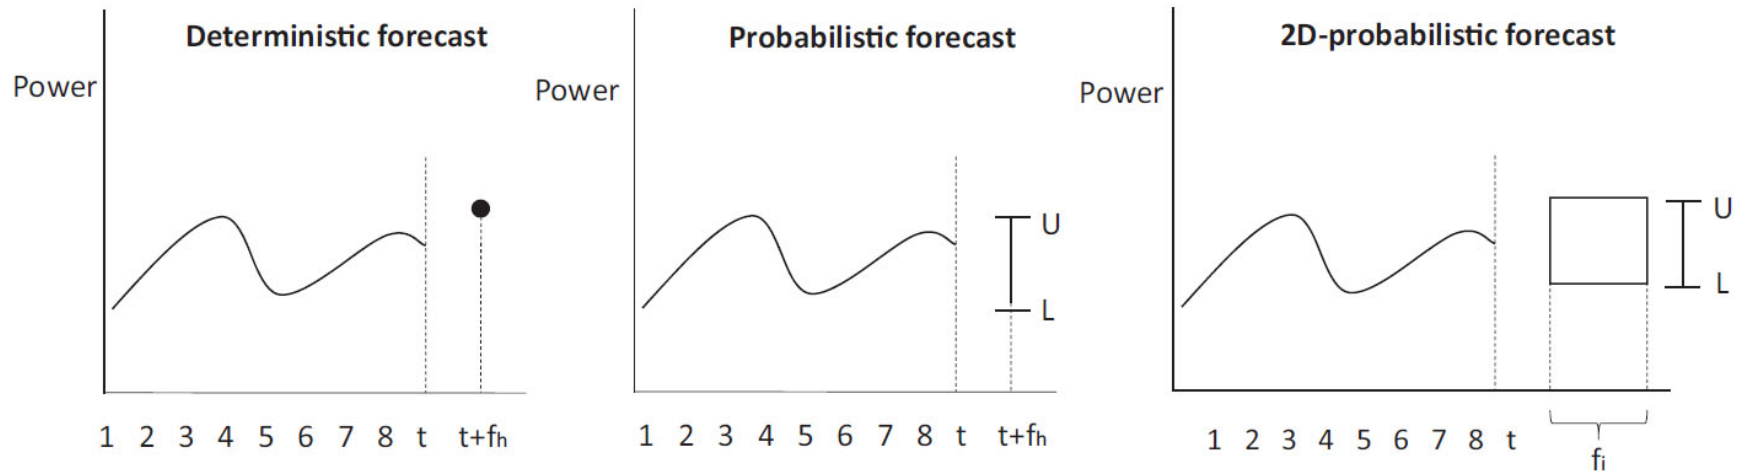 Deterministic forecast
Power
1 2 3 4 5 6 7 8 t t+fh
Probabilistic forecast
Power
U
L
1 2 3 4 5 6 7 8 t t+fh
2D-probabilistic forecast
Power
U
L
1 2 3 4 5 6 7 8 t
fi